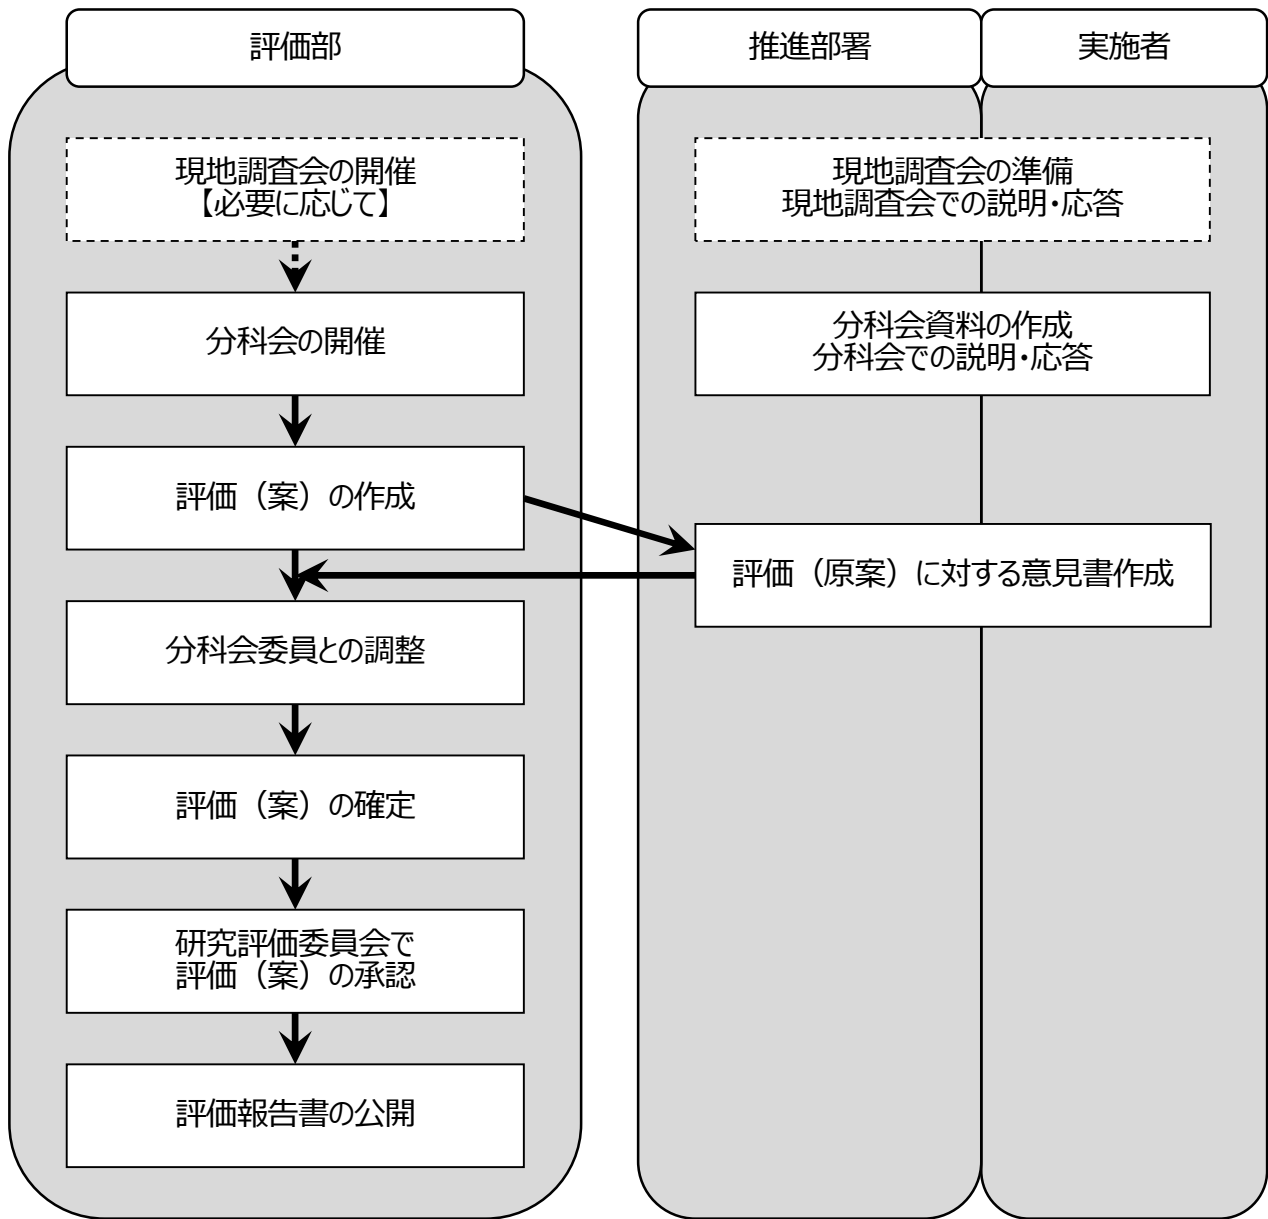 評価部
推進部署
実施者
現地調査会の開催
【必要に応じて】
現地調査会の準備
現地調査会での説明・応答
分科会の開催
分科会資料の作成
分科会での説明・応答
評価（案）の作成
評価（原案）に対する意見書作成
分科会委員との調整
評価（案）の確定
研究評価委員会で
評価（案）の承認
評価報告書の公開